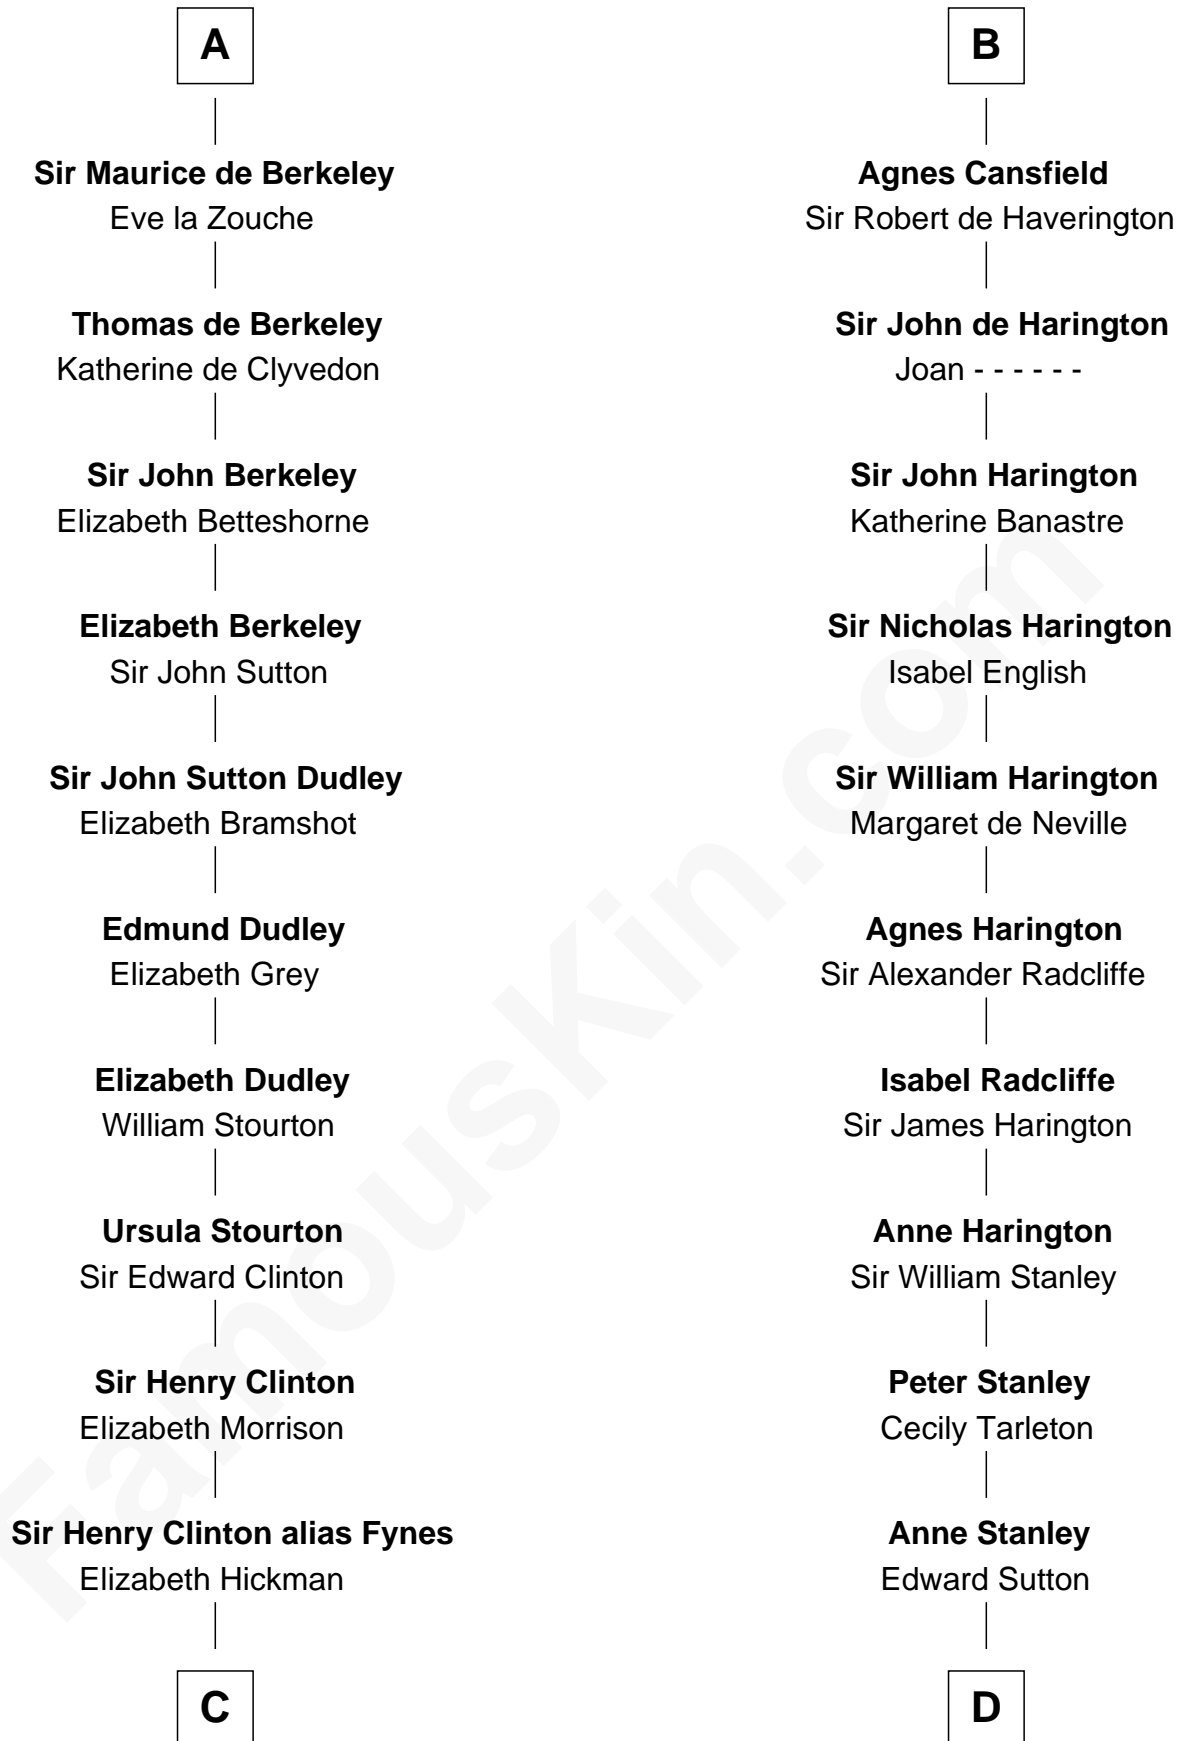 A
Sir Maurice de Berkeley
Eve la Zouche
Thomas de Berkeley
Katherine de Clyvedon
Sir John Berkeley
Elizabeth Betteshorne
Elizabeth Berkeley
Sir John Sutton
Sir John Sutton Dudley
Elizabeth Bramshot
Edmund Dudley
Elizabeth Grey
Elizabeth Dudley
William Stourton
Ursula Stourton
Sir Edward Clinton
Sir Henry Clinton
Elizabeth Morrison
Sir Henry Clinton alias Fynes
Elizabeth Hickman
C
B
Agnes Cansfield
Sir Robert de Haverington
Sir John de Harington
Joan - - - - - -
Sir John Harington
Katherine Banastre
Sir Nicholas Harington
Isabel English
Sir William Harington
Margaret de Neville
Agnes Harington
Sir Alexander Radcliffe
Isabel Radcliffe
Sir James Harington
Anne Harington
Sir William Stanley
Peter Stanley
Cecily Tarleton
Anne Stanley
Edward Sutton
D
FamousKin.com